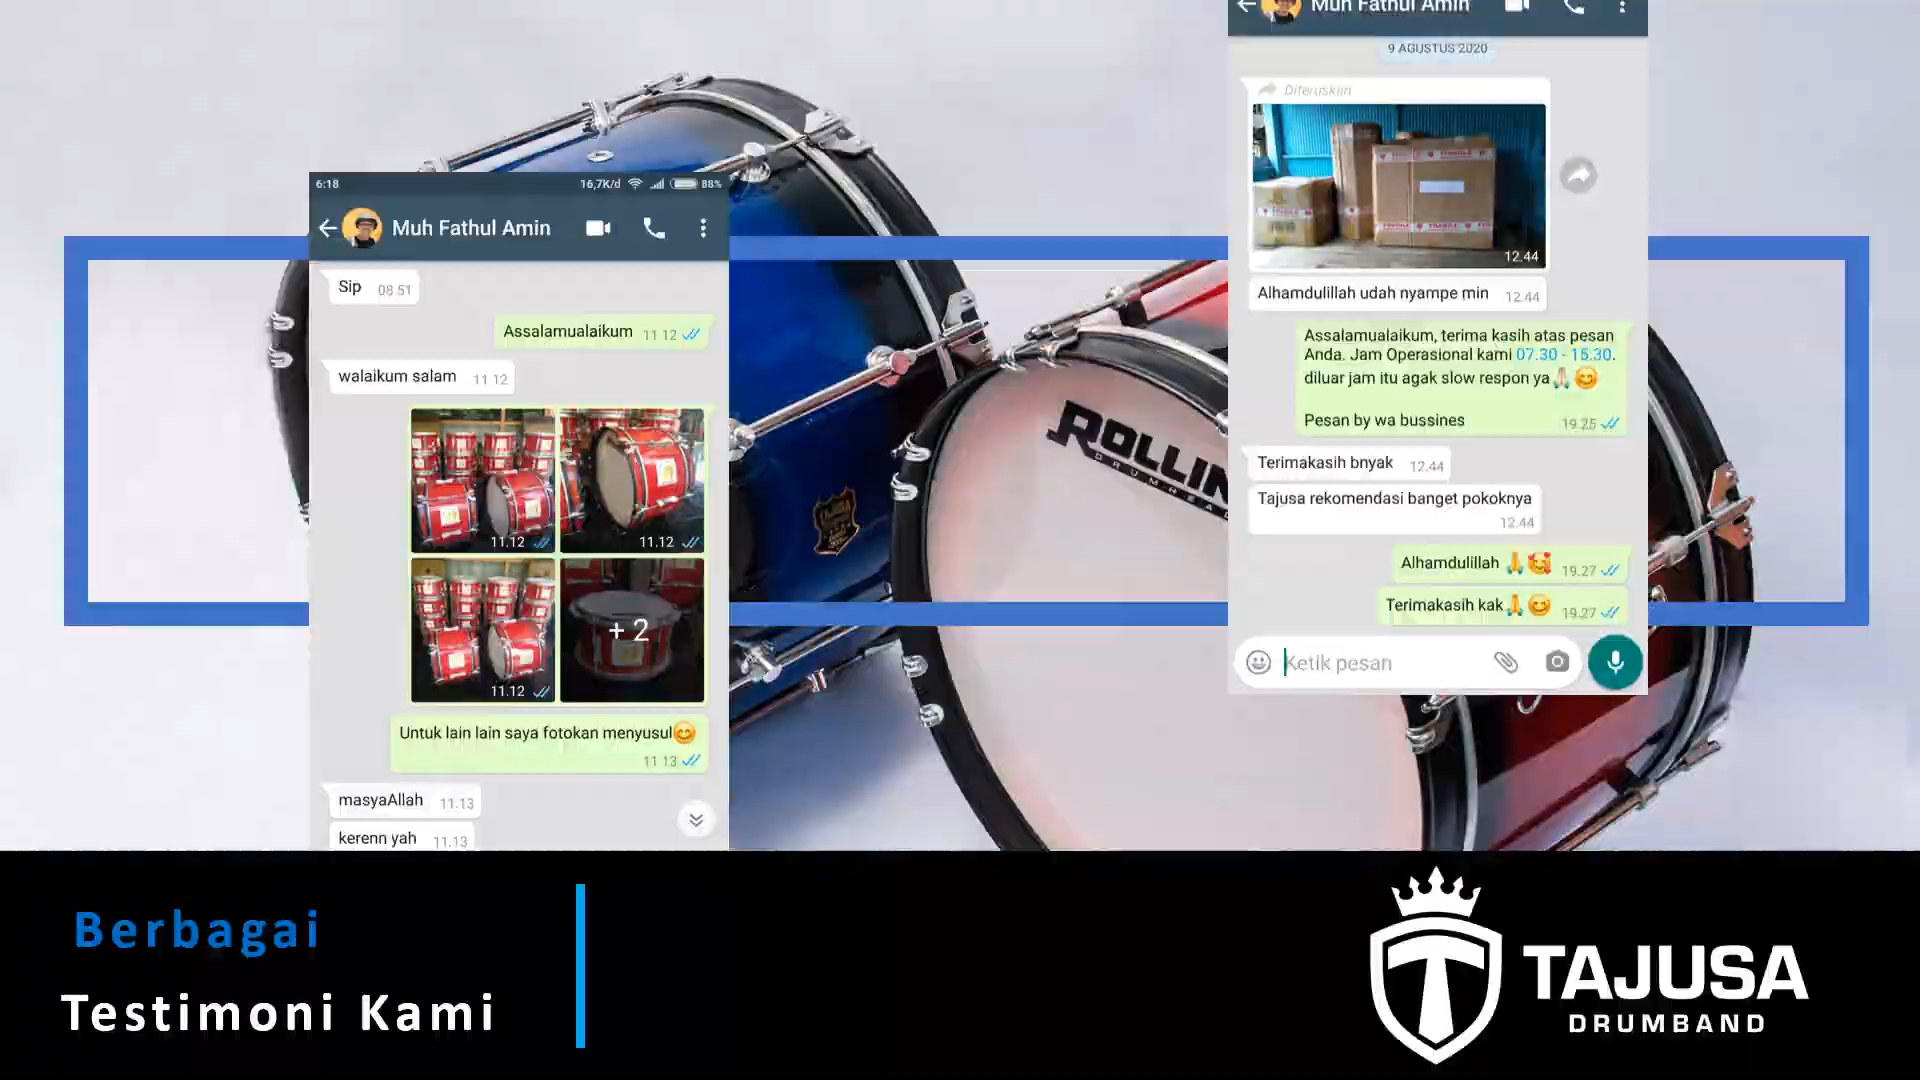 6:18
16,7K/d
88%
Muh Fathul Amin
Sip 08 51
Assalamualaikum 11 12
walaikum salam 11 12
11.12
11.12
11.12
+ 2
Untuk lain lain saya fotokan menyusul😊
11 13
masyaAllah 11.13
kerenn yah 11.13
Muh Fathul Amin
9 AGUSTUS 2020
Diteruskan
12.44
Alhamdulillah udah nyampe min 12.44
Assalamualaikum, terima kasih atas pesan
Anda. Jam Operasional kami 07.30 - 15.30.
diluar jam itu agak slow respon ya🙏😊
Pesan by wa bussines 19.25
Terimakasih bnyak 12.44
Tajusa rekomendasi banget pokoknya
12.44
Alhamdulillah 🙏🥰 19.27
Terimakasih kak🙏😊 19.27
Ketik pesan
Berbagai
Testimoni Kami
TAJUSA
DRUMBAND